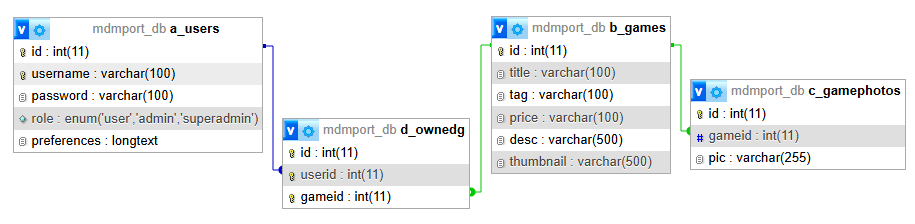 mdmport_db a_users
id : int(11)
username : varchar(100)
password : varchar(100)
role : enum('user','admin','superadmin')
preferences : longtext
mdmport_db d_ownedg
id : int(11)
userid : int(11)
gameid : int(11)
mdmport_db b_games
id : int(11)
title : varchar(100)
tag : varchar(100)
price : varchar(100)
desc : varchar(500)
thumbnail : varchar(500)
mdmport_db c_gamephotos
id : int(11)
# gameid : int(11)
pic : varchar(255)